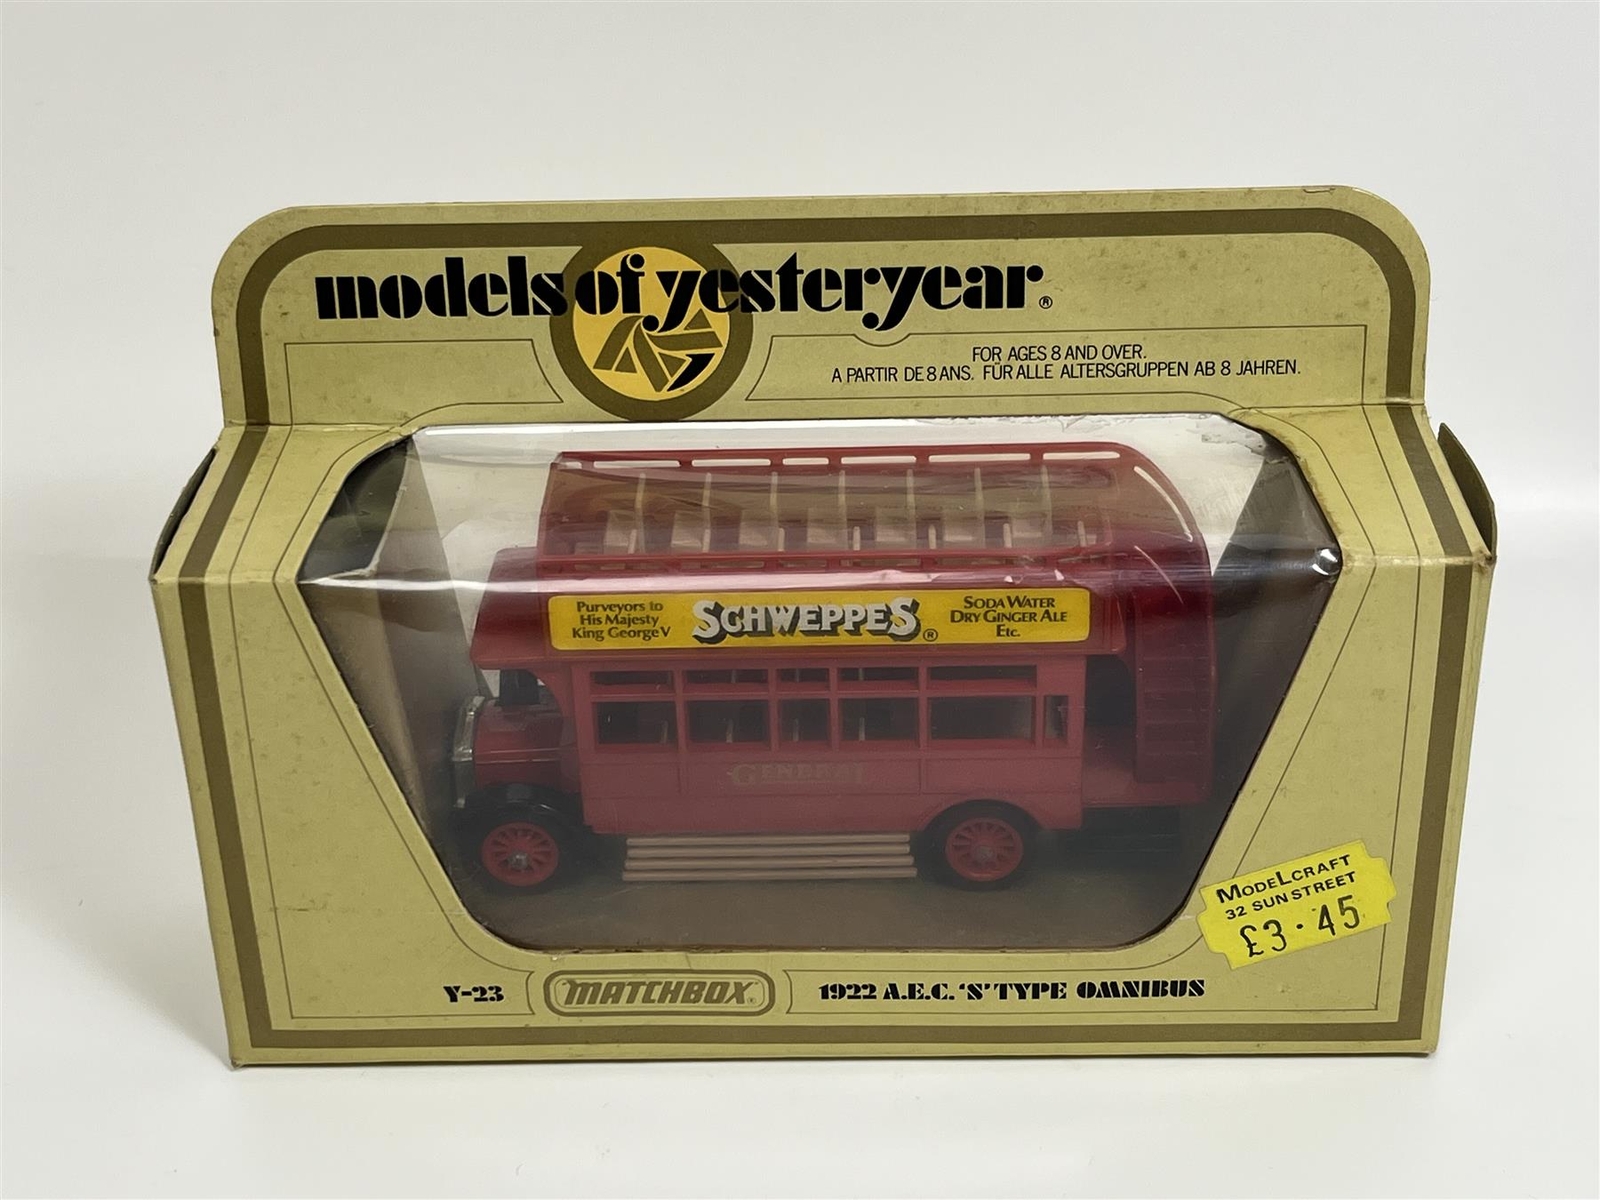 models of yesteryear®
FOR AGES 8 AND OVER.
A PARTIR DE 8 ANS. FÜR ALLE ALTERSGRUPPEN AB 8 JAHREN.
Purveyors to
His Majesty
King George V
SCHWEPPES®
SODA WATER
DRY GINGER ALE
Etc.
GENERAL
MODELCRAFT
32 SUN STREET
£3·45
Y-23
MATCHBOX®
1922 A.E.C. 'S' TYPE OMNIBUS